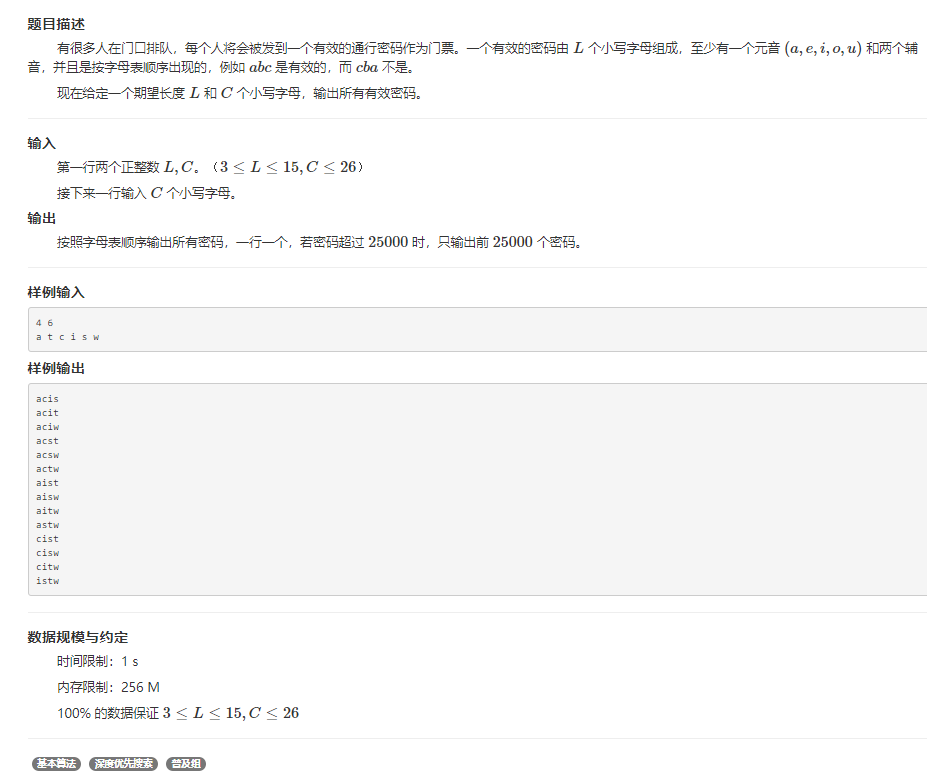 题目描述
有很多人在门口排队，每个人将会被发到一个有效的通行密码作为门票。一个有效的密码由 L 个小写字母组成，至少有一个元音 (a, e, i, o, u) 和两个辅
音，并且是按字母表顺序出现的，例如 abc 是有效的，而 cba 不是。
现在给定一个期望长度 L 和 C 个小写字母，输出所有有效密码。
输入
第一行两个正整数 L, C。（3 ≤ L ≤ 15, C ≤ 26）
接下来一行输入 C 个小写字母。
输出
按照字母表顺序输出所有密码，一行一个，若密码超过 25000 时，只输出前 25000 个密码。
样例输入
4 6
a t c i s w
样例输出
acis
acit
aciw
acst
acsw
actw
aist
aisw
aitw
astw
cist
cisw
citw
istw
数据规模与约定
时间限制：1 s
内存限制：256 M
100% 的数据保证 3 ≤ L ≤ 15, C ≤ 26
基本算法 深度优先搜索 普及组